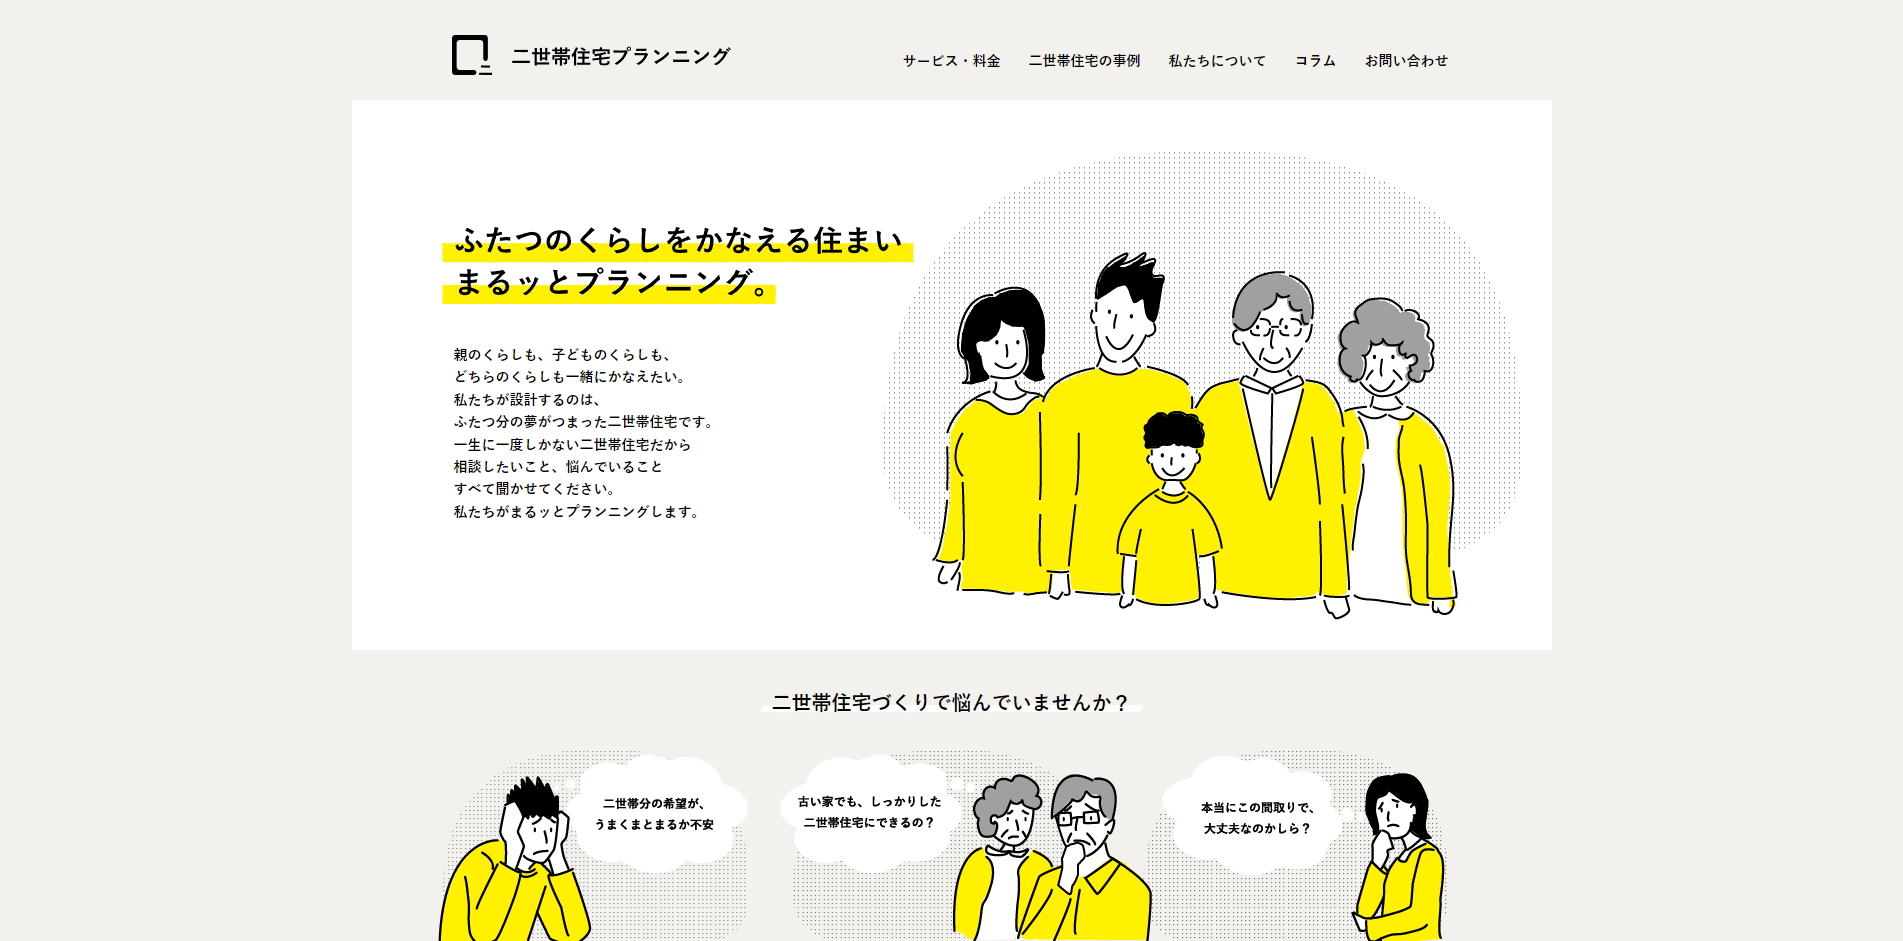 二世帯住宅プランニング
サービス・料金
二世帯住宅の事例
私たちについて
コラム
お問い合わせ
ふたつのくらしをかなえる住まい
まるッとプランニング。
親のくらしも、子どものくらしも、
どちらのくらしも一緒にかなえたい。
私たちが設計するのは、
ふたつ分の夢がつまった二世帯住宅です。
一生に一度しかない二世帯住宅だから
相談したいこと、悩んでいること
すべて聞かせてください。
私たちがまるッとプランニングします。
二世帯住宅づくりで悩んでいませんか？
二世帯分の希望が、
うまくまとまるか不安
古い家でも、しっかりした
二世帯住宅にできるの？
本当にこの間取りで、
大丈夫なのかしら？